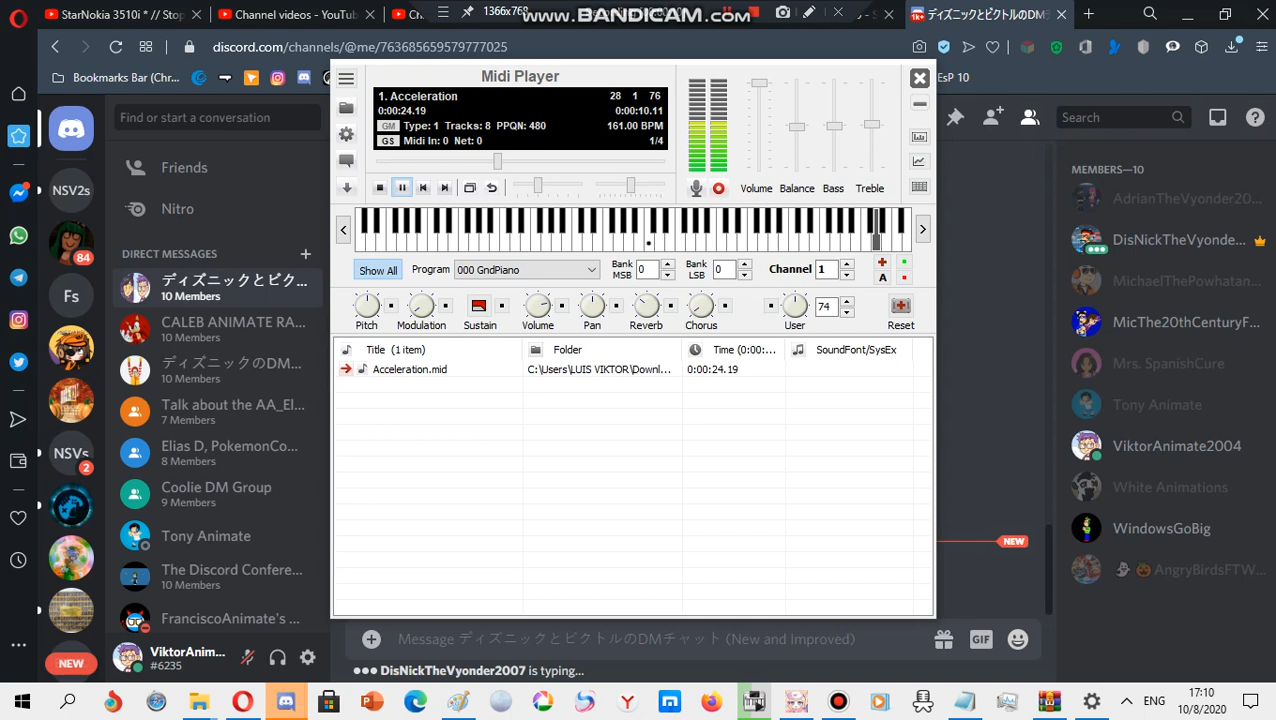 StarNokia 3510i * // Stop
Channel videos - YouTube
1366x768
www.BANDICAM.com
1k+ ディズニックとビクトルのDMチ
discord.com/channels/@me/763685659579777025
Bookmarks Bar (Chrom
EsP 10
Find or start a conversation
Search
Friends
Nitro
DIRECT MESSAGES
ディズニックとビク...
10 Members
CALEB ANIMATE RA...
10 Members
ディズニックのDM...
10 Members
Talk about the AA_El...
7 Members
Elias D, PokemonCo...
8 Members
Coolie DM Group
9 Members
Tony Animate
The Discord Confere...
10 Members
FranciscoAnimate's
NSV2s
84
Fs
NSVs
2
NEW
ViktorAnim...
#6235
Midi Player
1. Acceleration 28 1 76
0:00:24.19 0:00:10.11
GM Type: 1 Tracks: 8 PPQN: 480 161.00 BPM
GS Midi In: 0 Net: 0 1/4
Volume Balance Bass Treble
Show All Program 000 GndPiano Bank MSB 0 Bank LSB 0 Channel 1
A
Pitch Modulation Sustain Volume Pan Reverb Chorus User 74 Reset
Title (1 item) Folder Time (0:00:... SoundFont/SysEx
Acceleration.mid C:\Users\LUIS VIKTOR\Downl... 0:00:24.19
NEW
Message ディズニックとビクトルのDMチャット (New and Improved)
GIF
DisNickTheVyonder2007 is typing...
MEMBERS—10
AdrianTheVyonder20...
DisNickTheVyonde...
MichaelThePowhatan...
MicThe20thCenturyF...
Mrs. SpanishCure
Tony Animate
ViktorAnimate2004
White Animations
WindowsGoBig
AngryBirdsFTW...
ENG
17:10
10/8/2020